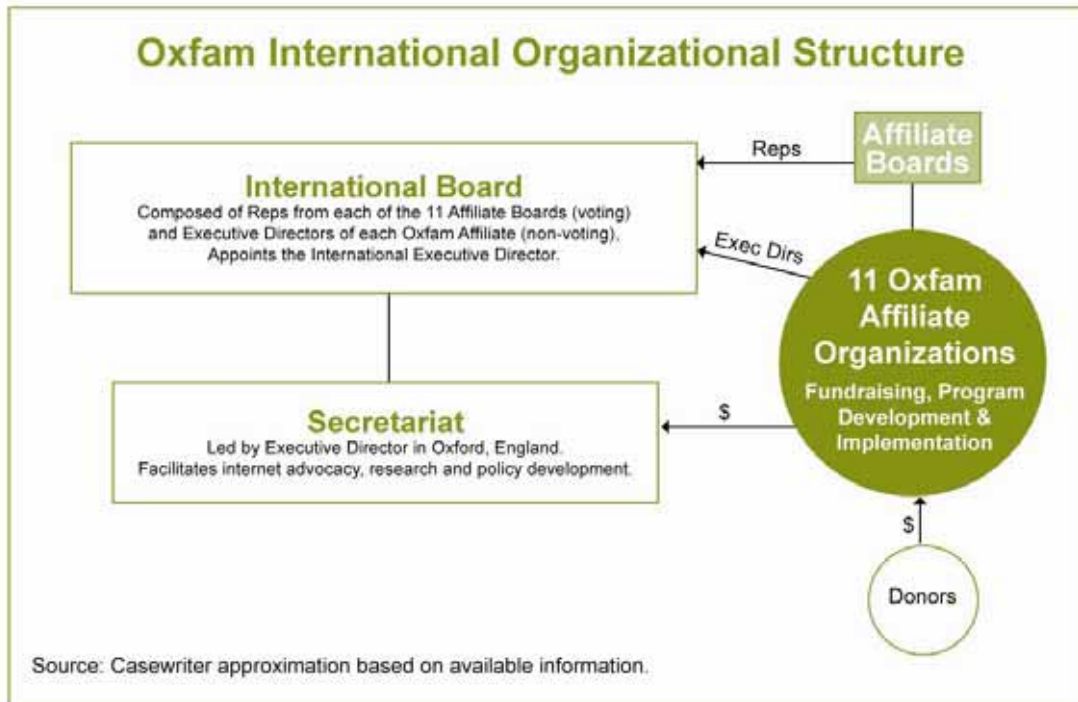 Oxfam International Organizational Structure
Affiliate
Boards
Reps
International Board
Composed of Reps from each of the 11 Affiliate Boards (voting)
and Executive Directors of each Oxfam Affiliate (non-voting),
Appoints the International Executive Director.
Exec Dirs
11 Oxfam
Affiliate
Organizations
Fundraising, Program
Development &
Implementation
Secretariat
Led by Executive Director in Oxford, England.
Facilitates internet advocacy, research and policy development.
$
$
Donors
Source: Casewriter approximation based on available information.